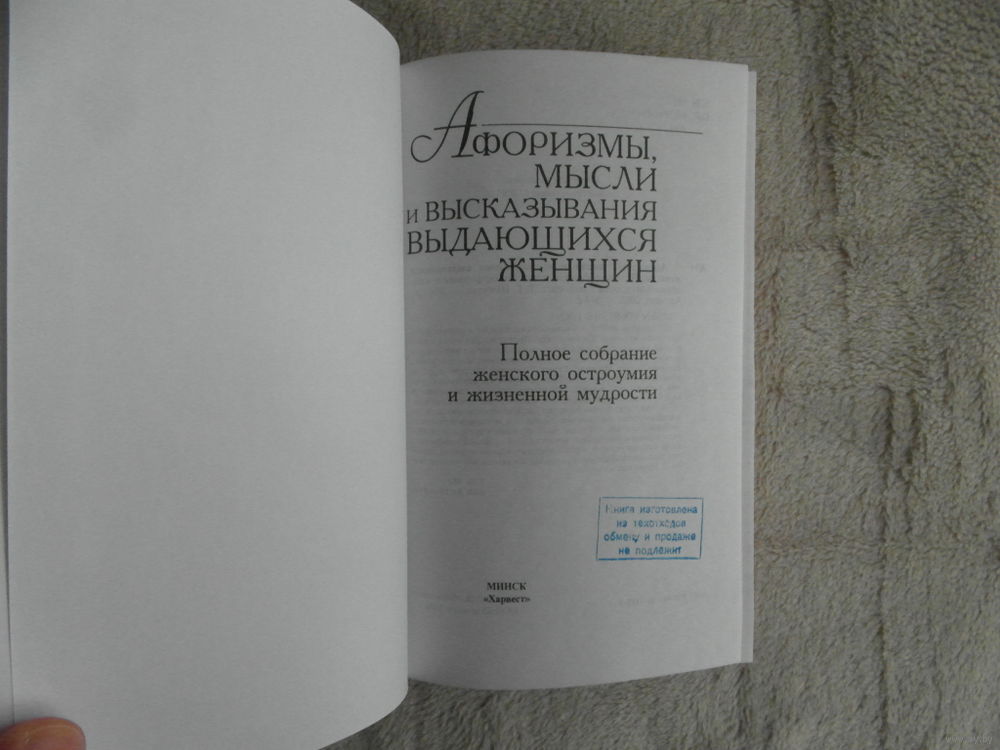 Афоризмы,
мысли
и высказывания
выдающихся
женщин
Полное собрание
женского остроумия
и жизненной мудрости
Книга изготовлена
из техотходов
обмену и продаже
не подлежит
МИНСК
«Харвест»